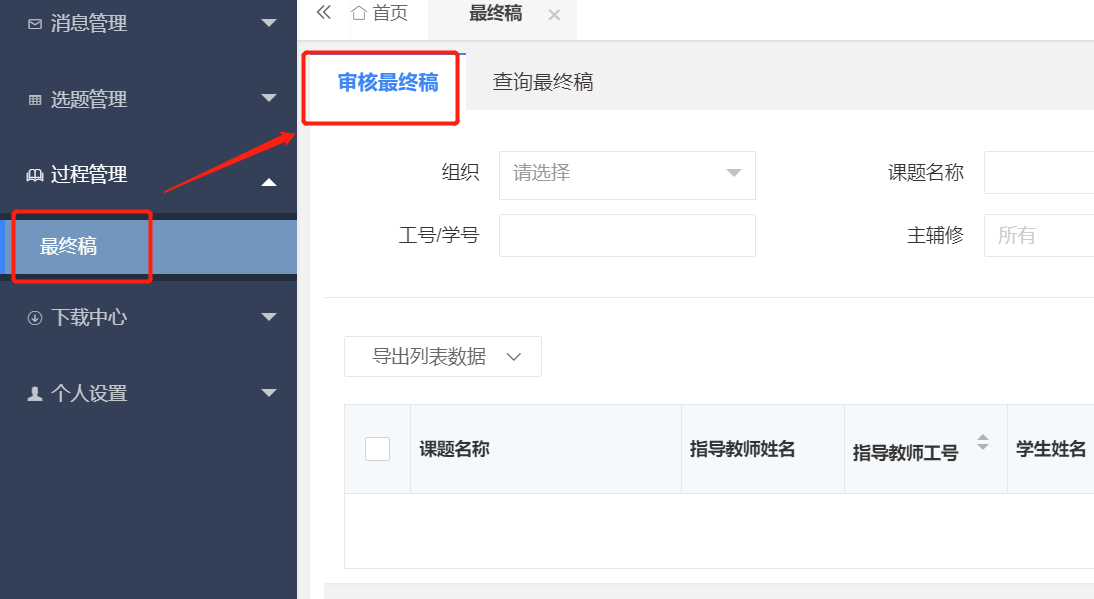 消息管理
选题管理
过程管理
最终稿
下载中心
个人设置
首页
最终稿
审核最终稿
查询最终稿
组织
请选择
课题名称
工号/学号
主辅修
所有
导出列表数据
课题名称
指导教师姓名
指导教师工号
学生姓名